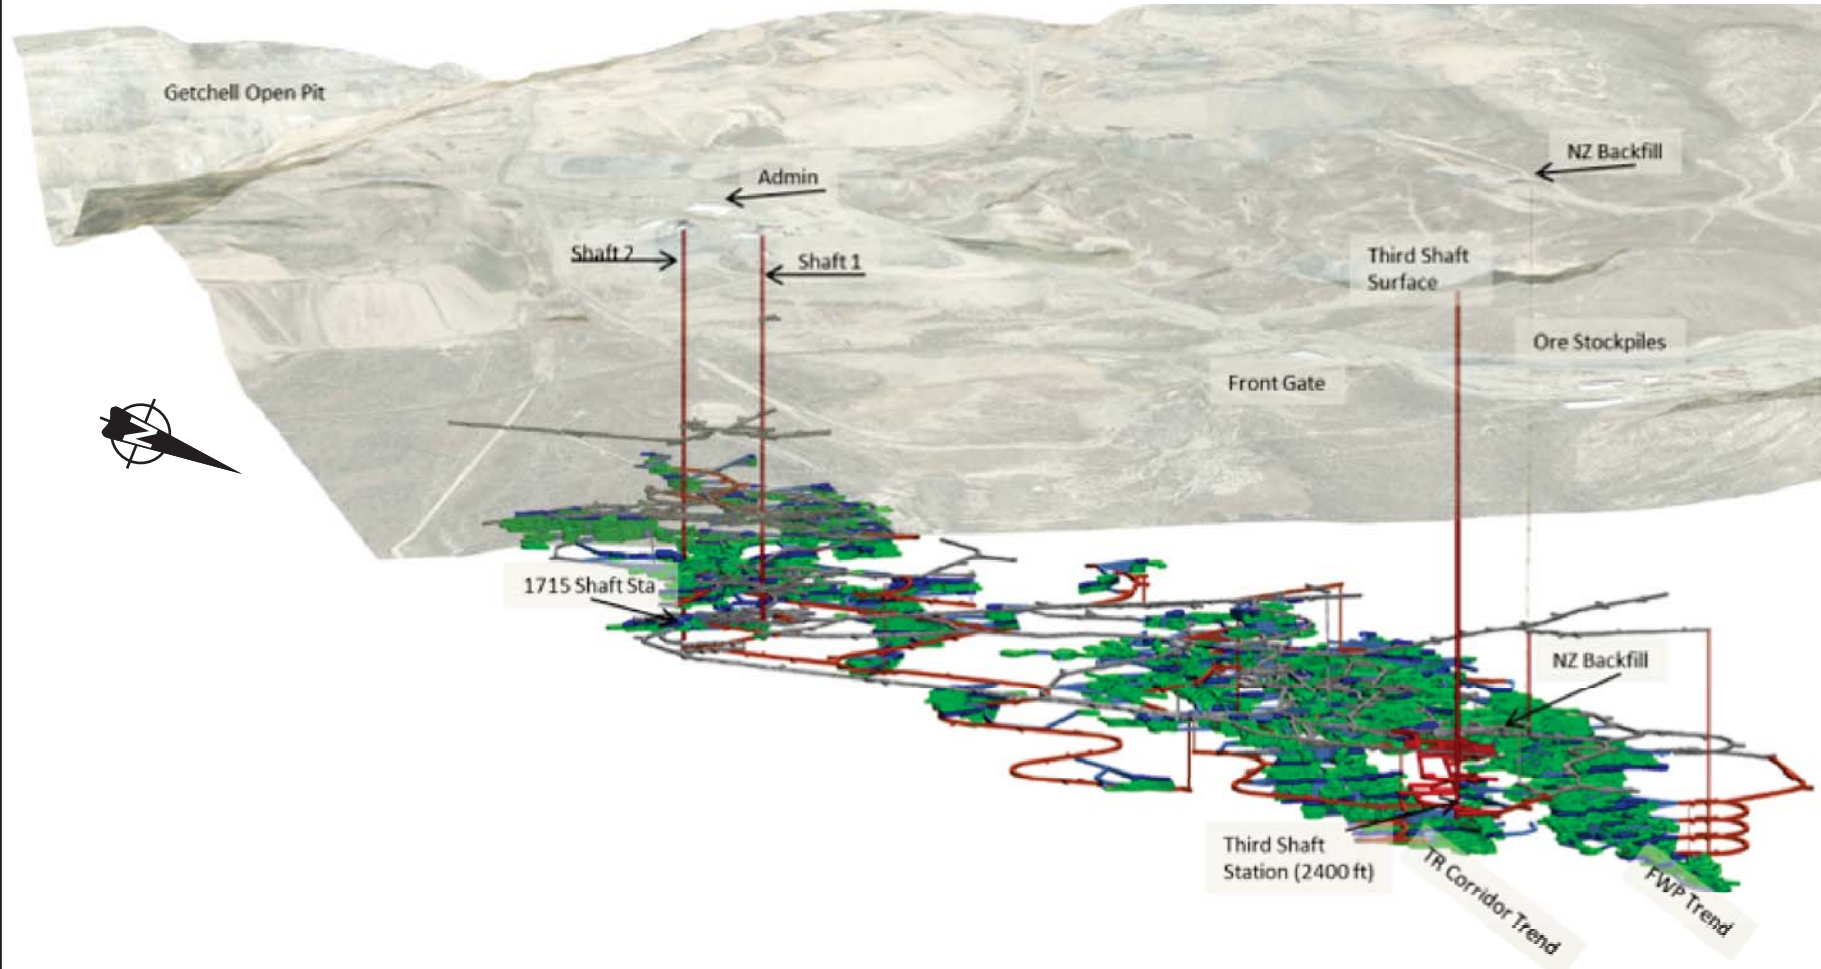 Getchell Open Pit
NZ Backfill
Admin
Shaft 2
Shaft 1
Third Shaft
Surface
Ore Stockpiles
Front Gate
N
1715 Shaft Sta
NZ Backfill
Third Shaft
Station (2400 ft)
TR Corridor Trend
FWP Trend